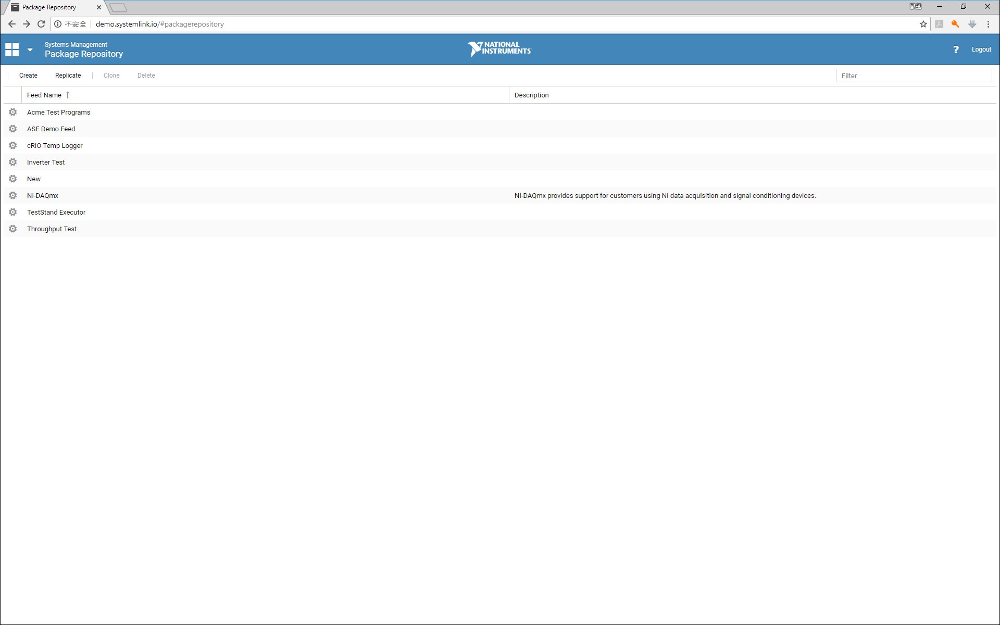 Package Repository
歐透
不安全 demo.systemlink.io/#packagerepository
Systems Management
Package Repository
NATIONAL
INSTRUMENTS
? Logout
Create Replicate Clone Delete Filter
Feed Name ↑ Description
Acme Test Programs
ASE Demo Feed
cRIO Temp Logger
Inverter Test
New
NI-DAQmx NI-DAQmx provides support for customers using NI data acquisition and signal conditioning devices.
TestStand Executor
Throughput Test